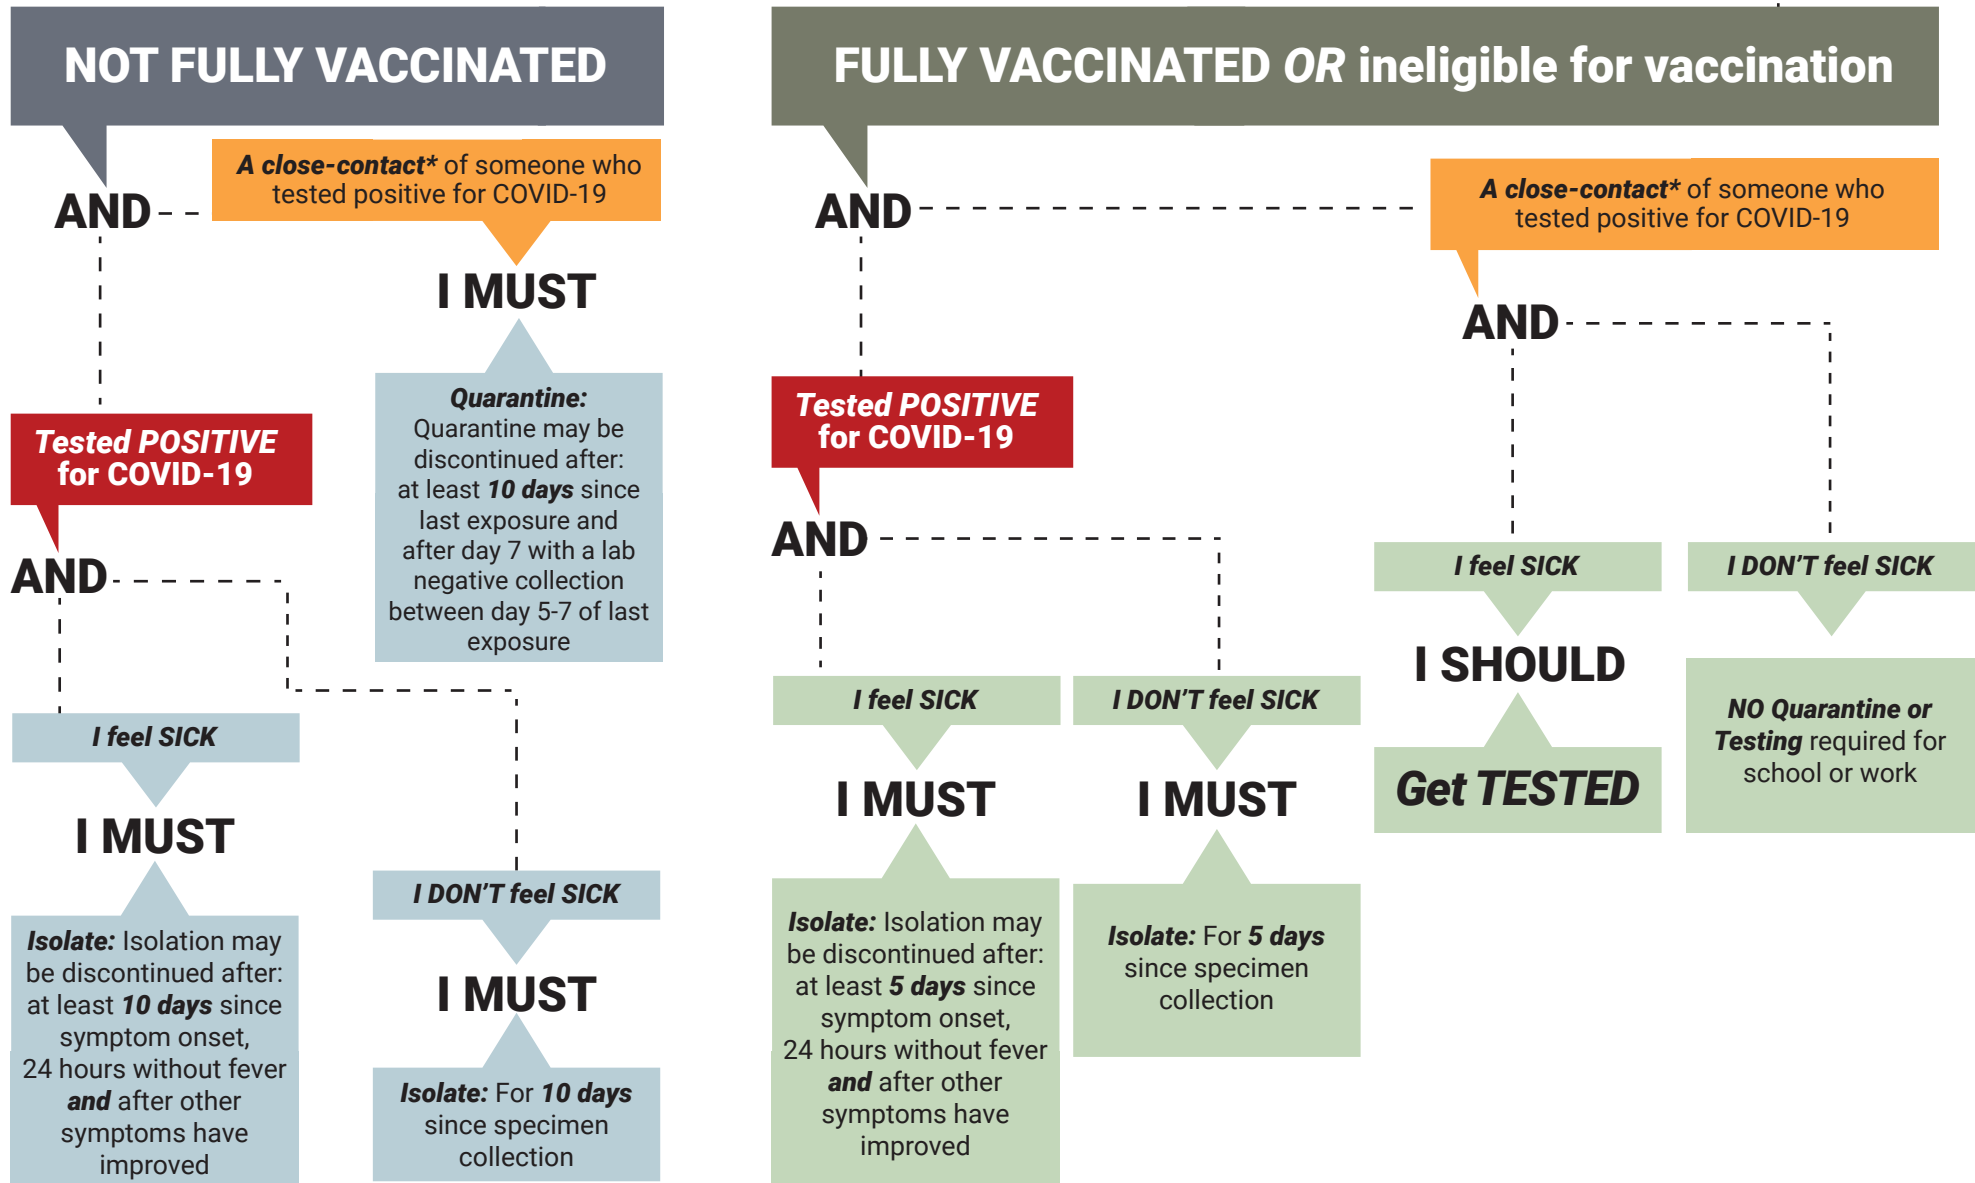 NOT FULLY VACCINATED
AND
A close-contact* of someone who
tested positive for COVID-19
I MUST
Quarantine:
Quarantine may be
discontinued after:
at least 10 days since
last exposure and
after day 7 with a lab
negative collection
between day 5-7 of last
exposure
Tested POSITIVE
for COVID-19
AND
I feel SICK
I MUST
Isolate: Isolation may
be discontinued after:
at least 10 days since
symptom onset,
24 hours without fever
and after other
symptoms have
improved
I DON'T feel SICK
I MUST
Isolate: For 10 days
since specimen
collection
FULLY VACCINATED OR ineligible for vaccination
AND
A close-contact* of someone who
tested positive for COVID-19
AND
Tested POSITIVE
for COVID-19
AND
I feel SICK
I MUST
Isolate: Isolation may
be discontinued after:
at least 5 days since
symptom onset,
24 hours without fever
and after other
symptoms have
improved
I DON'T feel SICK
I MUST
Isolate: For 5 days
since specimen
collection
I feel SICK
I SHOULD
Get TESTED
I DON'T feel SICK
NO Quarantine or
Testing required for
school or work